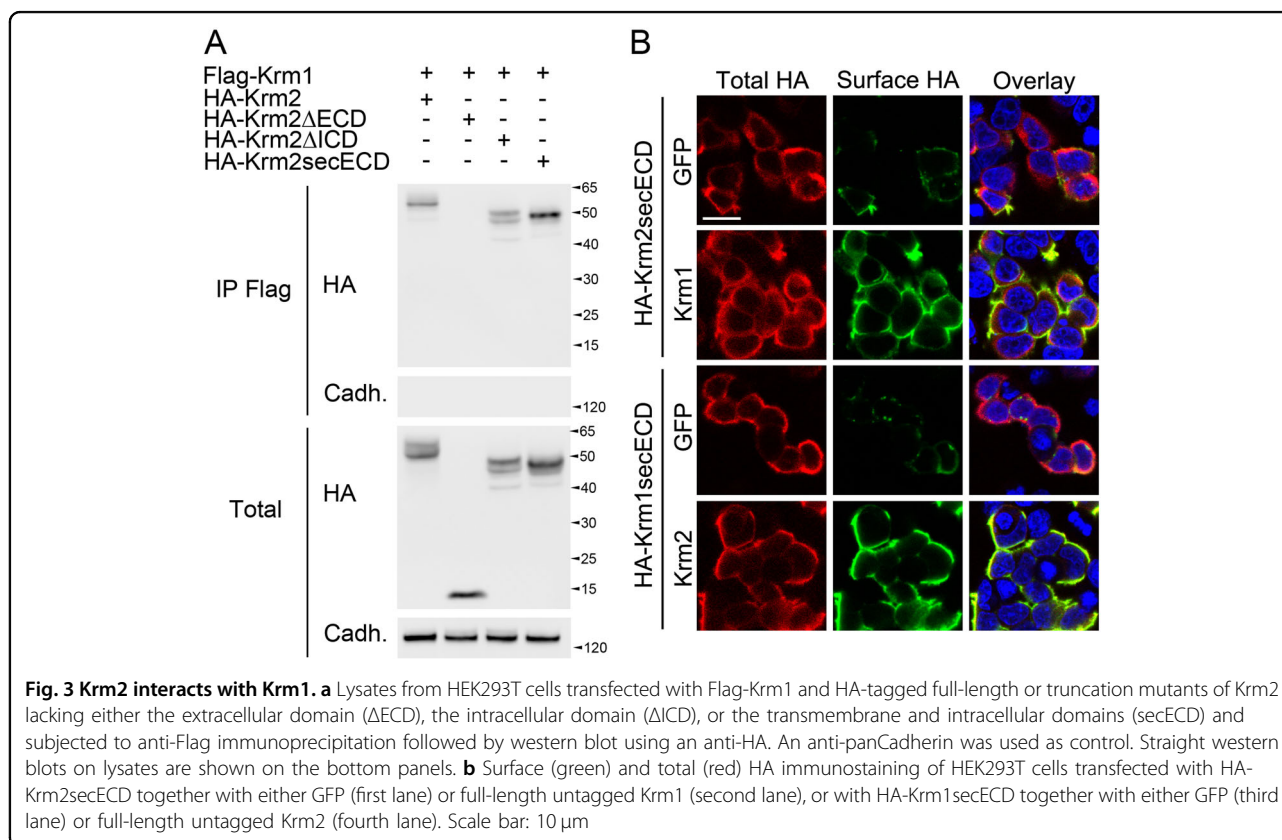 A
Flag-Krm1 + + + +
HA-Krm2 + - - -
HA-Krm2ΔECD - + - -
HA-Krm2ΔICD - - + -
HA-Krm2secECD - - - +
IP Flag
HA
65
50
40
30
25
15
Cadh.
120
Total
HA
65
50
40
30
25
15
Cadh.
120
B
Total HA Surface HA Overlay
HA-Krm2secECD
GFP
Krm1
HA-Krm1secECD
GFP
Krm2
Fig. 3 Krm2 interacts with Krm1. a Lysates from HEK293T cells transfected with Flag-Krm1 and HA-tagged full-length or truncation mutants of Krm2
lacking either the extracellular domain (ΔECD), the intracellular domain (ΔICD), or the transmembrane and intracellular domains (secECD) and
subjected to anti-Flag immunoprecipitation followed by western blot using an anti-HA. An anti-panCadherin was used as control. Straight western
blots on lysates are shown on the bottom panels. b Surface (green) and total (red) HA immunostaining of HEK293T cells transfected with HA-
Krm2secECD together with either GFP (first lane) or full-length untagged Krm1 (second lane), or with HA-Krm1secECD together with either GFP (third
lane) or full-length untagged Krm2 (fourth lane). Scale bar: 10 μm